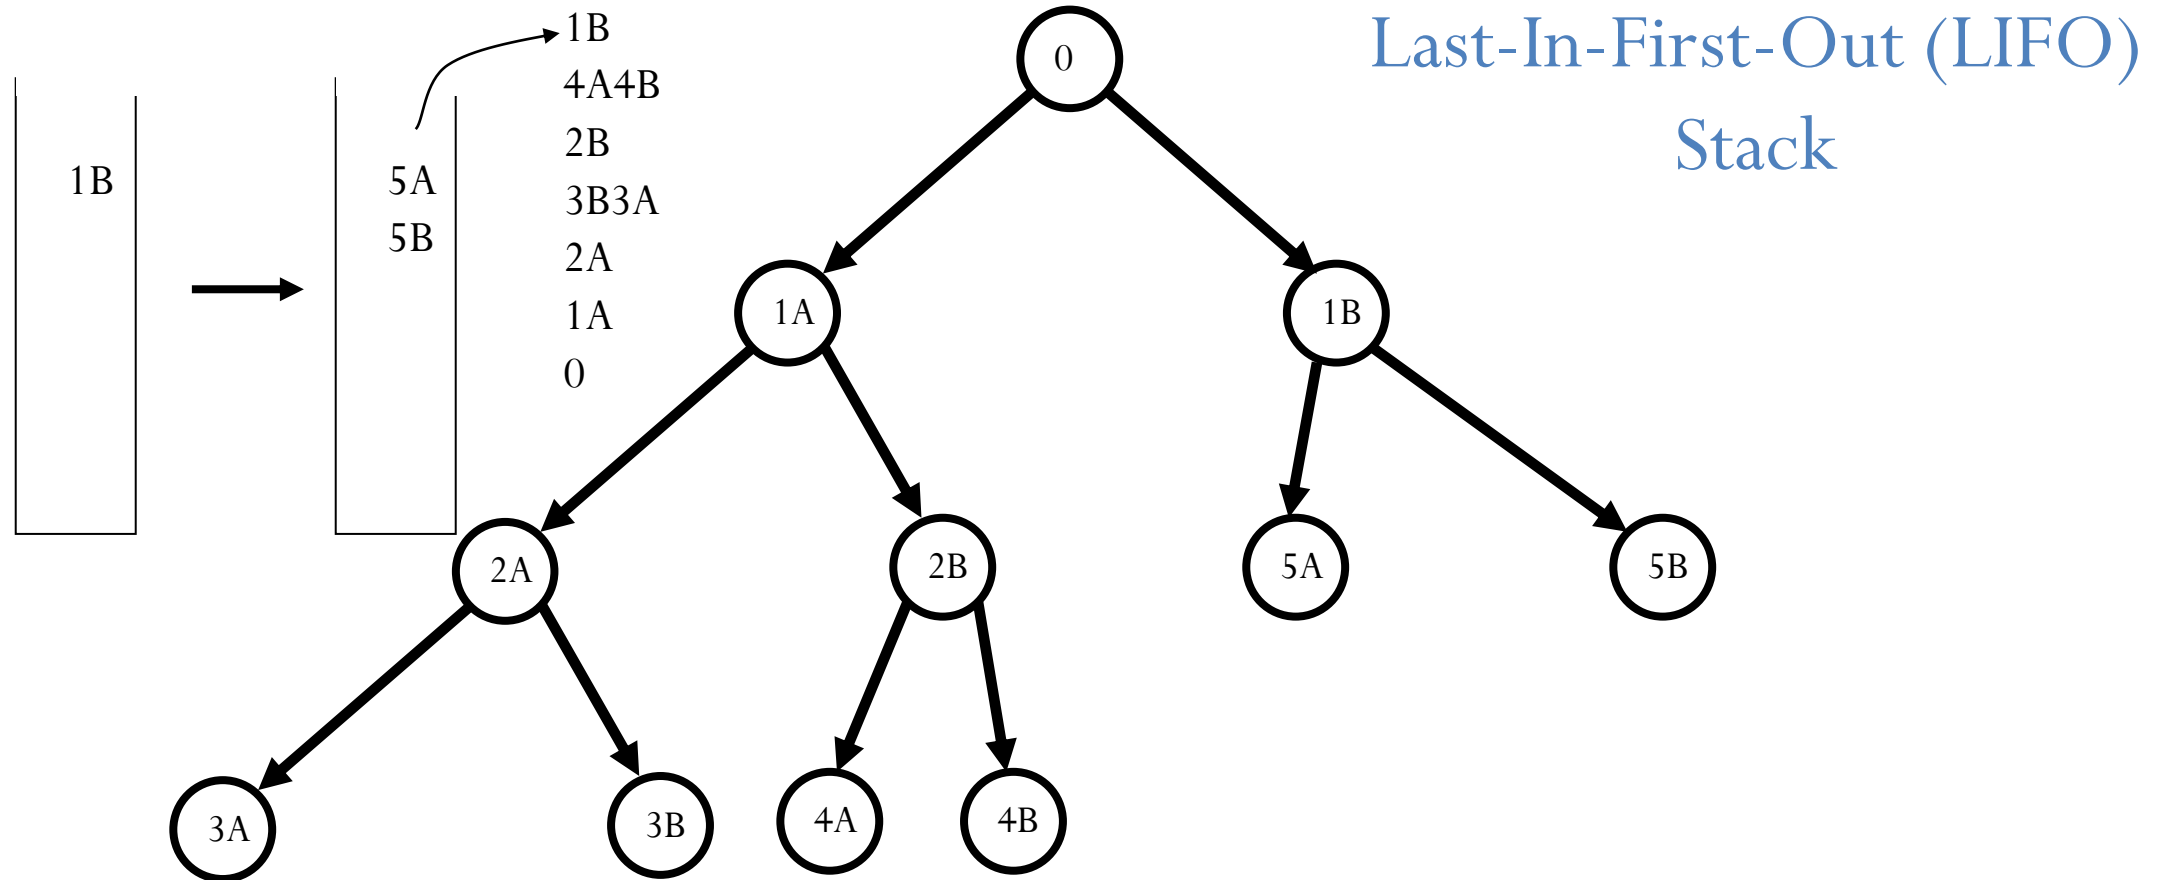 Last-In-First-Out (LIFO)
Stack
1B
5A
5B
1B
4A4B
2B
3B3A
2A
1A
0
0
1A
1B
2A
2B
5A
5B
3A
3B
4A
4B